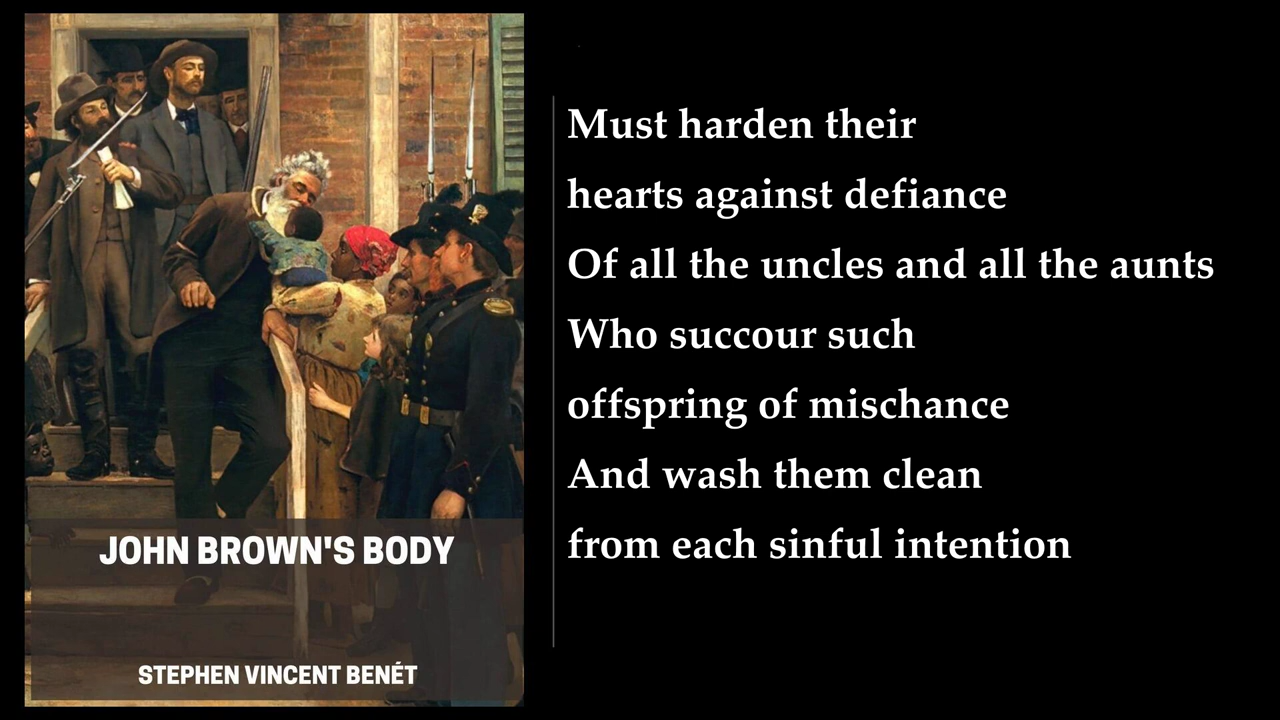 JOHN BROWN'S BODY
STEPHEN VINCENT BENÉT
Must harden their
hearts against defiance
Of all the uncles and all the aunts
Who succour such
offspring of mischance
And wash them clean
from each sinful intention